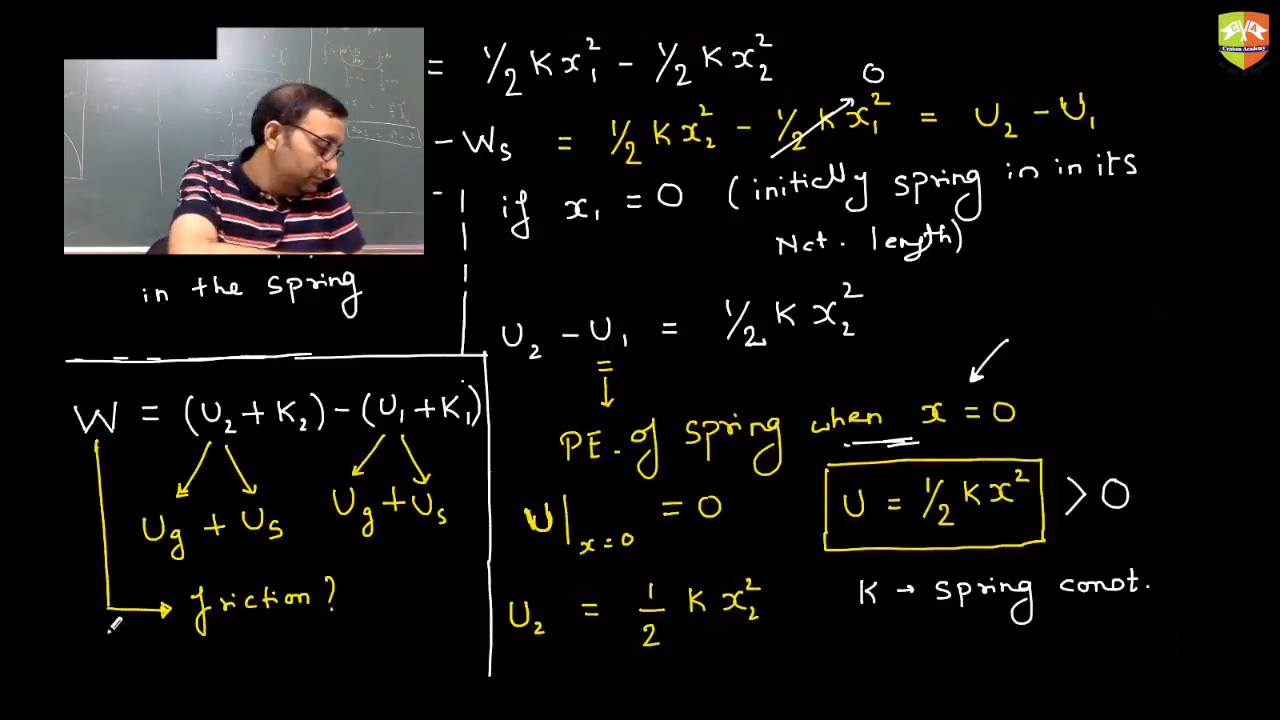 = 1/2 K x₁² - 1/2 K x₂²
0
- Ws = 1/2 K x₂² - 1/2 K x₁² = U₂ - U₁
if x₁ = 0 (initially spring in in its
Nat. length)
in the spring
U₂ - U₁ = 1/2 K x₂²
W = (U₂ + K₂) - (U₁ + K₁)
Ug + Us Ug + Us
friction?
PE. of spring when x = 0
U|x=0 = 0
U = 1/2 K x² > 0
U₂ = 1/2 K x₂²
K → spring const.
C A
Centum Academy